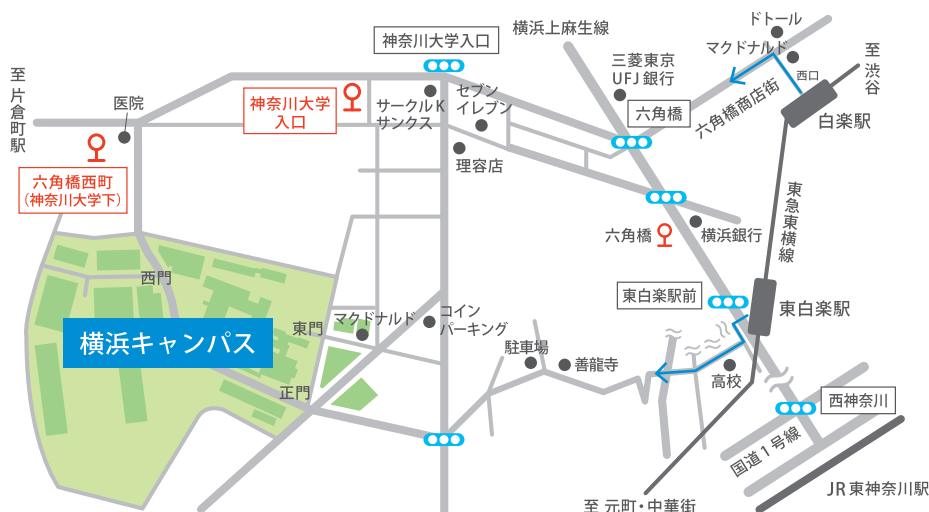 ドトール
横浜上麻生線
マクドナルド
至
渋
谷
神奈川大学入口
三菱東京
UFJ 銀行
西口
至
片
倉
町
駅
医院
神奈川大学
入口
サークルK
サンクス
セブン
イレブン
六角橋
六角橋商店街
白楽駅
理容店
六角橋西町
(神奈川大学下)
東
急
東
横
線
六角橋
横浜銀行
西門
東白楽駅前
東白楽駅
東門
マクドナルド
コイン
パーキング
横浜キャンパス
駐車場
善龍寺
高校
正門
西神奈川
国道1号線
JR 東神奈川駅
至 元町・中華街